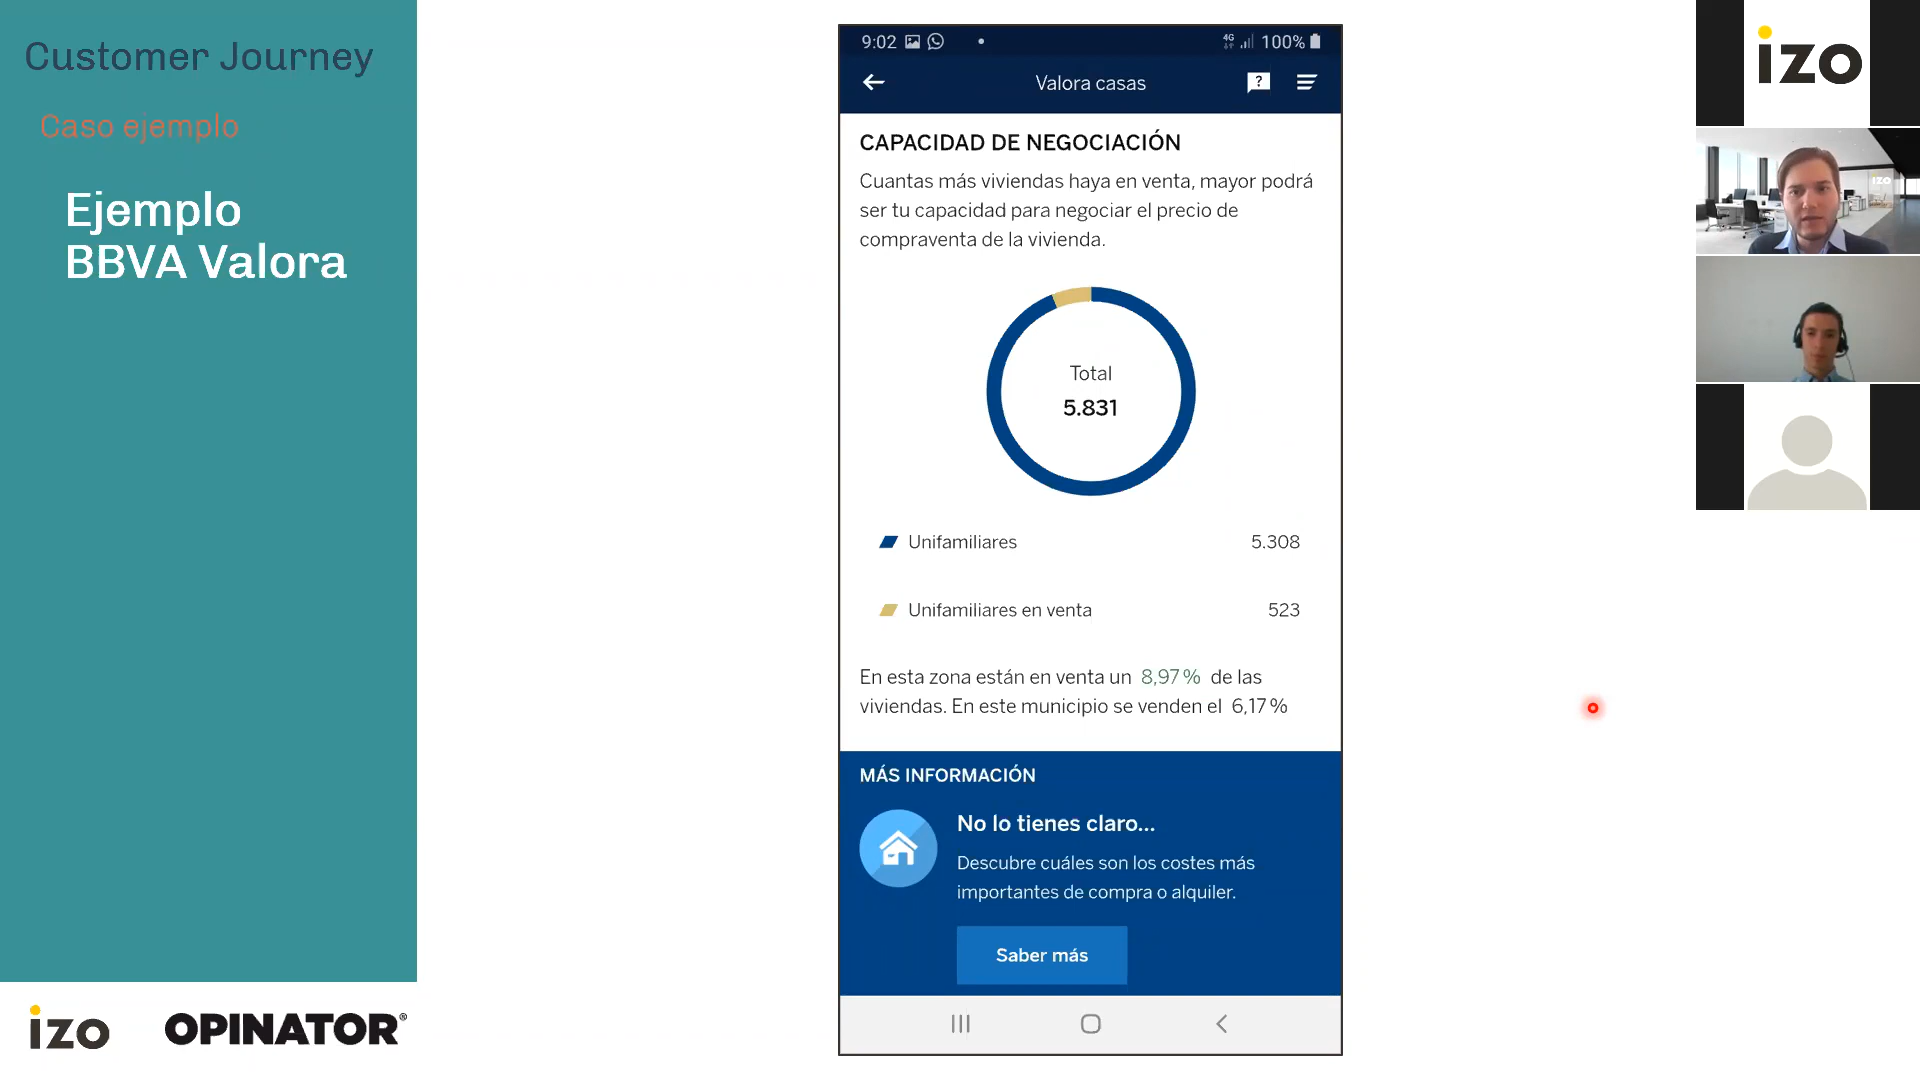 Customer Journey
Caso ejemplo
Ejemplo
BBVA Valora
izo OPINATOR®
9:02 4G 100%
Valora casas ?
CAPACIDAD DE NEGOCIACIÓN
Cuantas más viviendas haya en venta, mayor podrá
ser tu capacidad para negociar el precio de
compraventa de la vivienda.
Total
5.831
Unifamiliares 5.308
Unifamiliares en venta 523
En esta zona están en venta un 8,97% de las
viviendas. En este municipio se venden el 6,17%
MÁS INFORMACIÓN
No lo tienes claro...
Descubre cuáles son los costes más
importantes de compra o alquiler.
Saber más
izo
izo